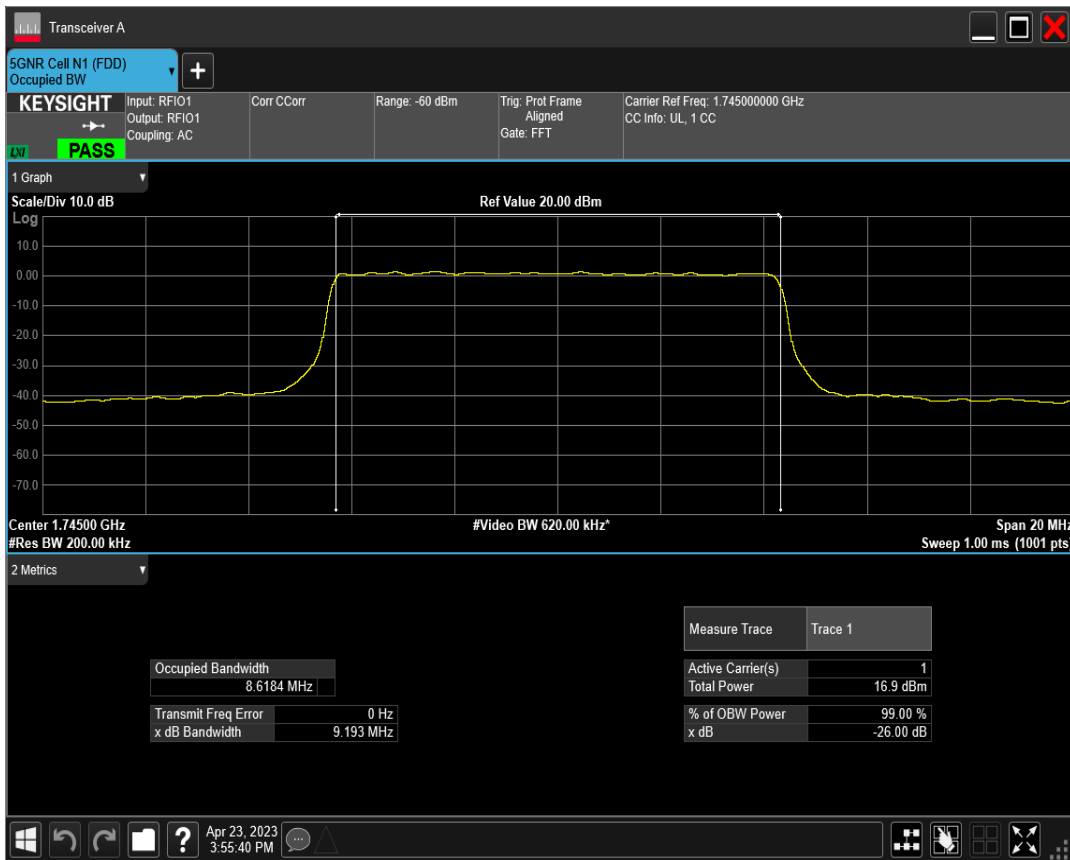 Transceiver A
5GNR Cell N1 (FDD)
Occupied BW
+
KEYSIGHT
LXI
PASS
Input: RFIO1
Output: RFIO1
Coupling: AC
Corr CCorr
Range: -60 dBm
Trig: Prot Frame
Aligned
Gate: FFT
Carrier Ref Freq: 1.745000000 GHz
CC Info: UL, 1 CC
1 Graph
Scale/Div 10.0 dB
Ref Value 20.00 dBm
Log
10.0
0.00
-10.0
-20.0
-30.0
-40.0
-50.0
-60.0
-70.0
Center 1.74500 GHz
#Video BW 620.00 kHz*
Span 20 MHz
#Res BW 200.00 kHz
Sweep 1.00 ms (1001 pts)
2 Metrics
Measure Trace Trace 1
Occupied Bandwidth
8.6184 MHz
Active Carrier(s) 1
Total Power 16.9 dBm
Transmit Freq Error 0 Hz
x dB Bandwidth 9.193 MHz
% of OBW Power 99.00 %
x dB -26.00 dB
?
Apr 23, 2023
3:55:40 PM